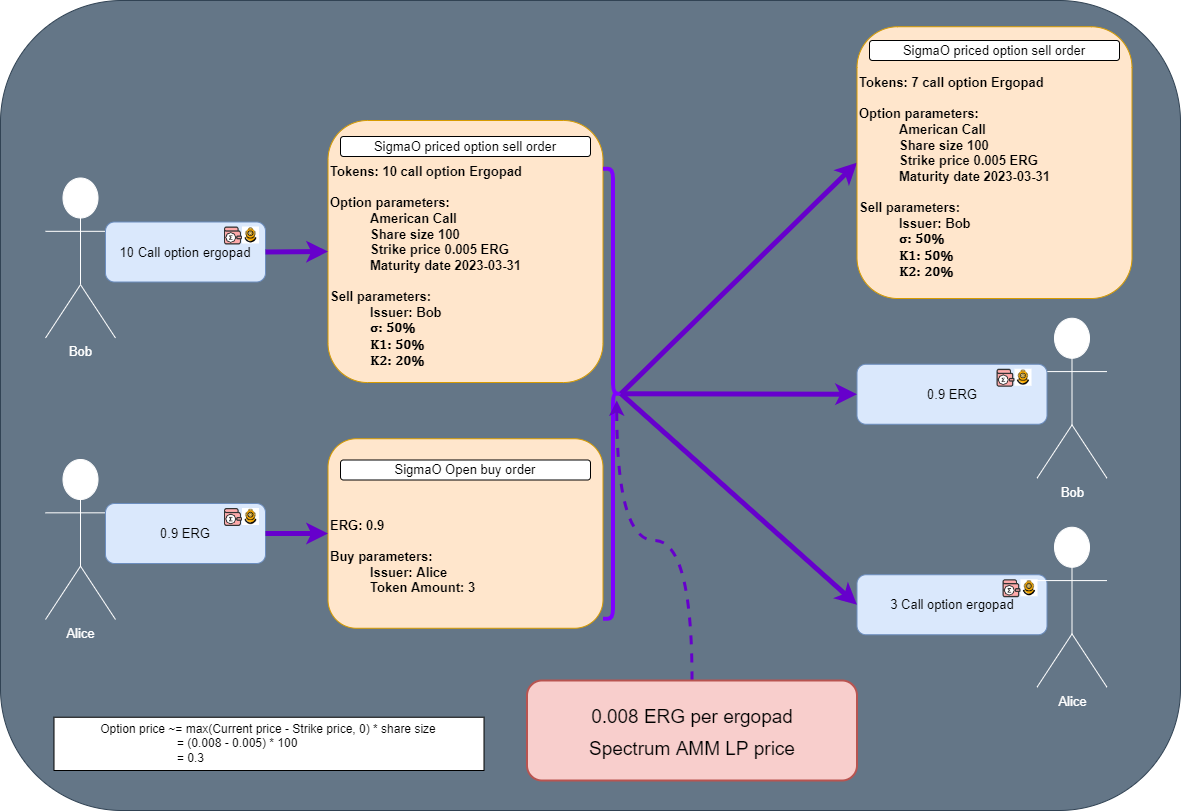 SigmaO priced option sell order
Tokens: 7 call option Ergopad
Option parameters:
American Call
Share size 100
Strike price 0.005 ERG
Maturity date 2023-03-31
Sell parameters:
Issuer: Bob
σ: 50%
K1: 50%
K2: 20%
SigmaO priced option sell order
Tokens: 10 call option Ergopad
Option parameters:
American Call
Share size 100
Strike price 0.005 ERG
Maturity date 2023-03-31
Sell parameters:
Issuer: Bob
σ: 50%
K1: 50%
K2: 20%
10 Call option ergopad
Bob
0.9 ERG
Bob
SigmaO Open buy order
ERG: 0.9
Buy parameters:
Issuer: Alice
Token Amount: 3
0.9 ERG
Alice
3 Call option ergopad
Alice
0.008 ERG per ergopad
Spectrum AMM LP price
Option price ~= max(Current price - Strike price, 0) * share size
= (0.008 - 0.005) * 100
= 0.3